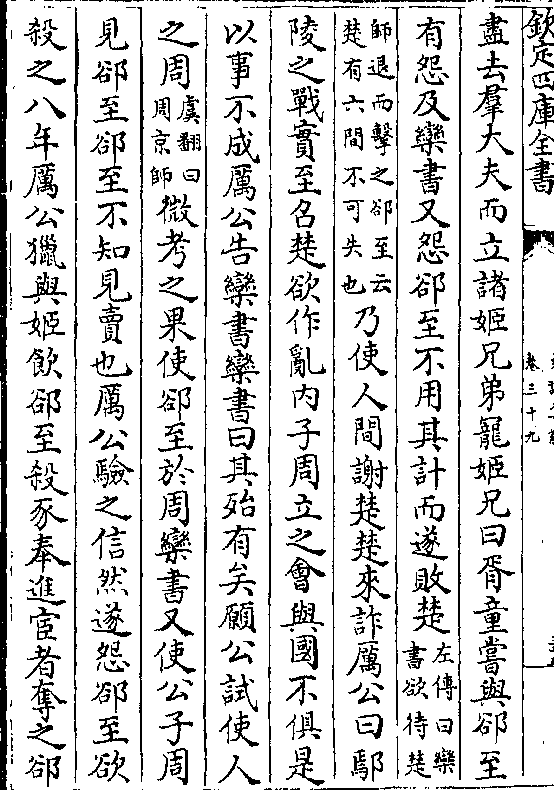 欽定四庫全書
卷三十九
盡去羣大夫而立諸姬兄弟寵姬兄曰胥童嘗與郤至
有怨及欒書又怨郤至不用其計而遂敗楚左傳曰欒書欲待楚
師退而擊之郤至云楚有六間不可失也乃使人間謝楚楚來詐厲公曰鄢
陵之戰實至召楚欲作亂内子周立之會與國不俱是
以事不成厲公告欒書欒書曰其殆有矣願公試使人
之周虞翻曰周京師微考之果使郤至於周欒書又使公子周
見郤至郤至不知見賣也厲公驗之信然遂怨郤至欲
殺之八年厲公獵與姬飲郤至殺豕奉進宦者奪之郤